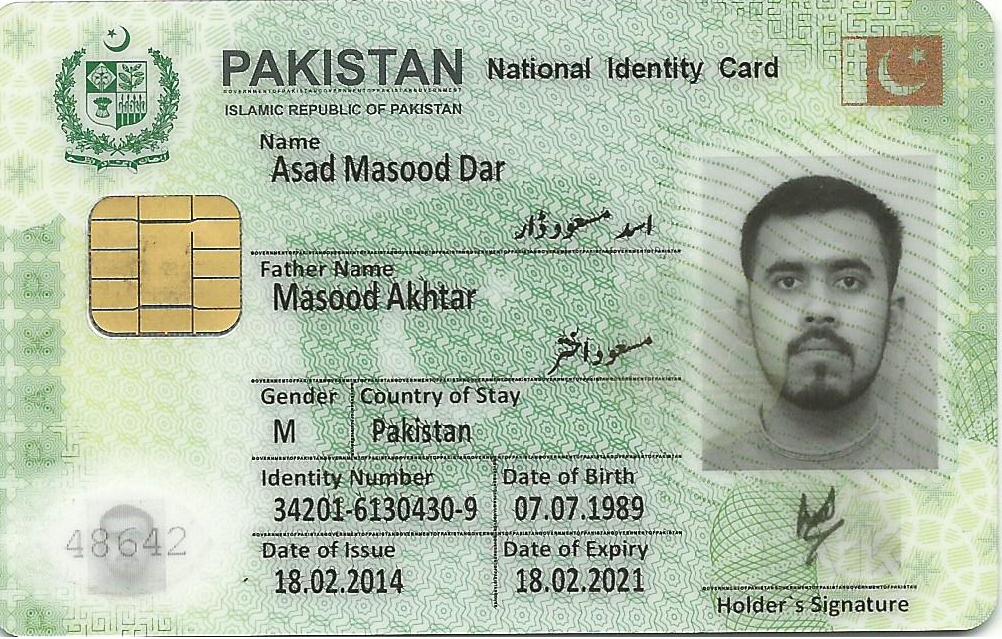 PAKISTAN National Identity Card
ISLAMIC REPUBLIC OF PAKISTAN
Name
Asad Masood Dar
اسد مسعود ڈار
Father Name
Masood Akhtar
مسعود اختر
Gender Country of Stay
M Pakistan
Identity Number Date of Birth
34201-6130430-9 07.07.1989
Date of Issue Date of Expiry
18.02.2014 18.02.2021
48642
Holder's Signature